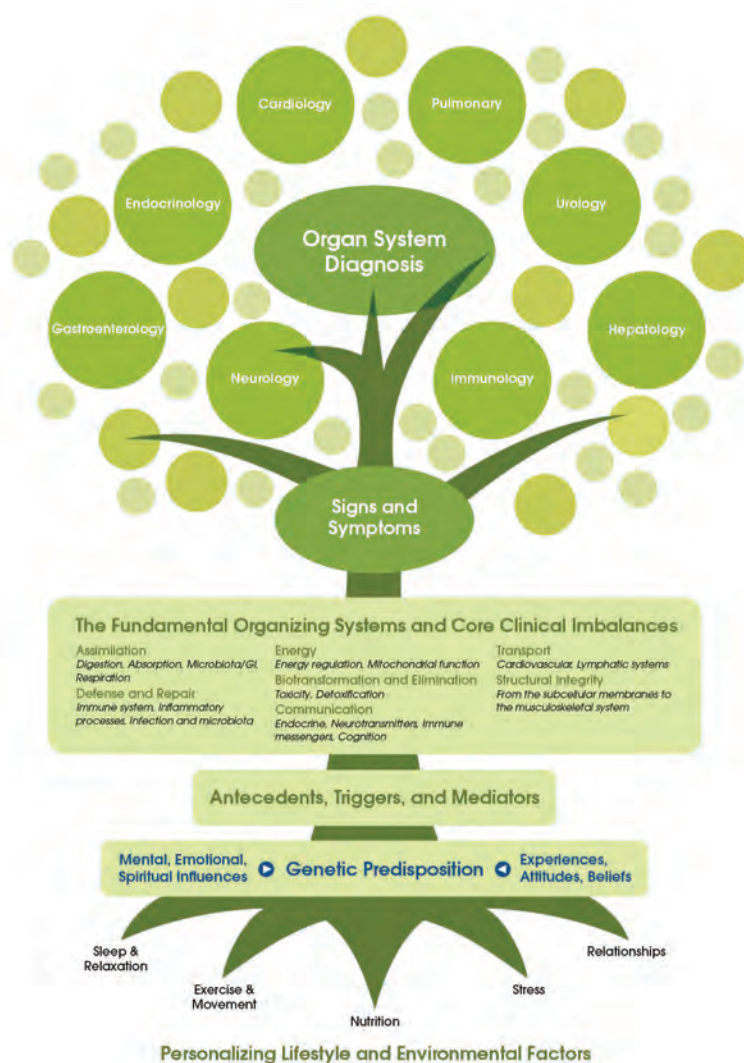 Cardiology
Pulmonary
Endocrinology
Urology
Organ System
Diagnosis
Gastroenterology
Hepatology
Neurology
Immunology
Signs and
Symptoms
The Fundamental Organizing Systems and Core Clinical Imbalances
Assimilation
Digestion, Absorption, Microbiota/GI,
Respiration
Defense and Repair
Immune system, Inflammatory
processes, Infection and microbiota
Energy
Energy regulation, Mitochondrial function
Biotransformation and Elimination
Toxicity, Detoxification
Communication
Endocrine, Neurotransmitters, Immune
messengers, Cognition
Transport
Cardiovascular, Lymphatic systems
Structural Integrity
From the subcellular membranes to
the musculoskeletal system
Antecedents, Triggers, and Mediators
Mental, Emotional,
Spiritual Influences
Genetic Predisposition
Experiences,
Attitudes, Beliefs
Sleep &
Relaxation
Exercise &
Movement
Nutrition
Stress
Relationships
Personalizing Lifestyle and Environmental Factors